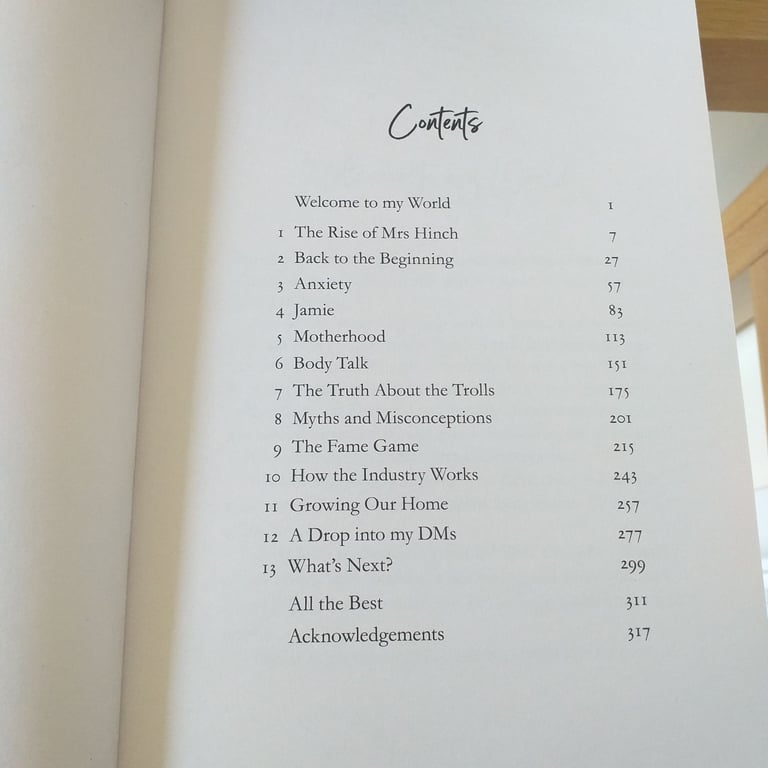 Contents
Welcome to my World 1
1 The Rise of Mrs Hinch 7
2 Back to the Beginning 27
3 Anxiety 57
4 Jamie 83
5 Motherhood 113
6 Body Talk 151
7 The Truth About the Trolls 175
8 Myths and Misconceptions 201
9 The Fame Game 215
10 How the Industry Works 243
11 Growing Our Home 257
12 A Drop into my DMs 277
13 What's Next? 299
All the Best 311
Acknowledgements 317